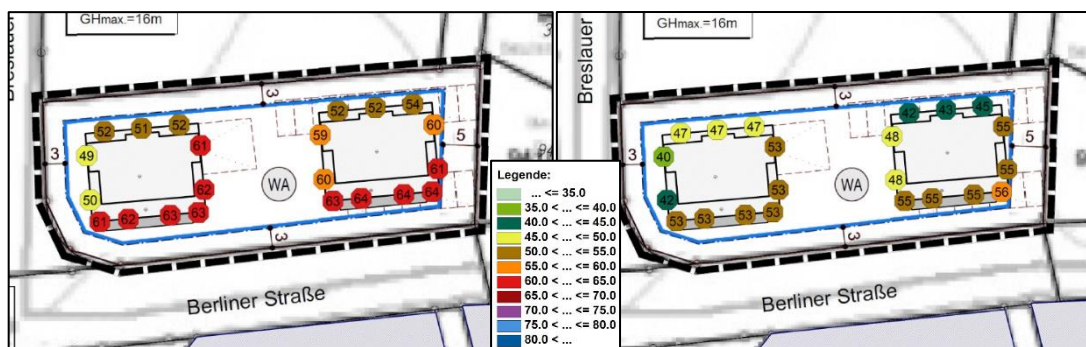 GHmax.=16m
Breslauer
3
52 51 52
49
50
61
62
61 62 63 63
52 52 54
59
60
60
61
63 64 64 64
3
5
WA
3
Berliner Straße
Legende:
... <= 35.0
35.0 < ... <= 40.0
40.0 < ... <= 45.0
45.0 < ... <= 50.0
50.0 < ... <= 55.0
55.0 < ... <= 60.0
60.0 < ... <= 65.0
65.0 < ... <= 70.0
70.0 < ... <= 75.0
75.0 < ... <= 80.0
80.0 < ...
GHmax.=16m
Breslauer
3
47 47 47
40
42
53
53
53 53 53 53
42 43 45
48
48
55
55
55 55 55 56
3
5
WA
3
Berliner Straße